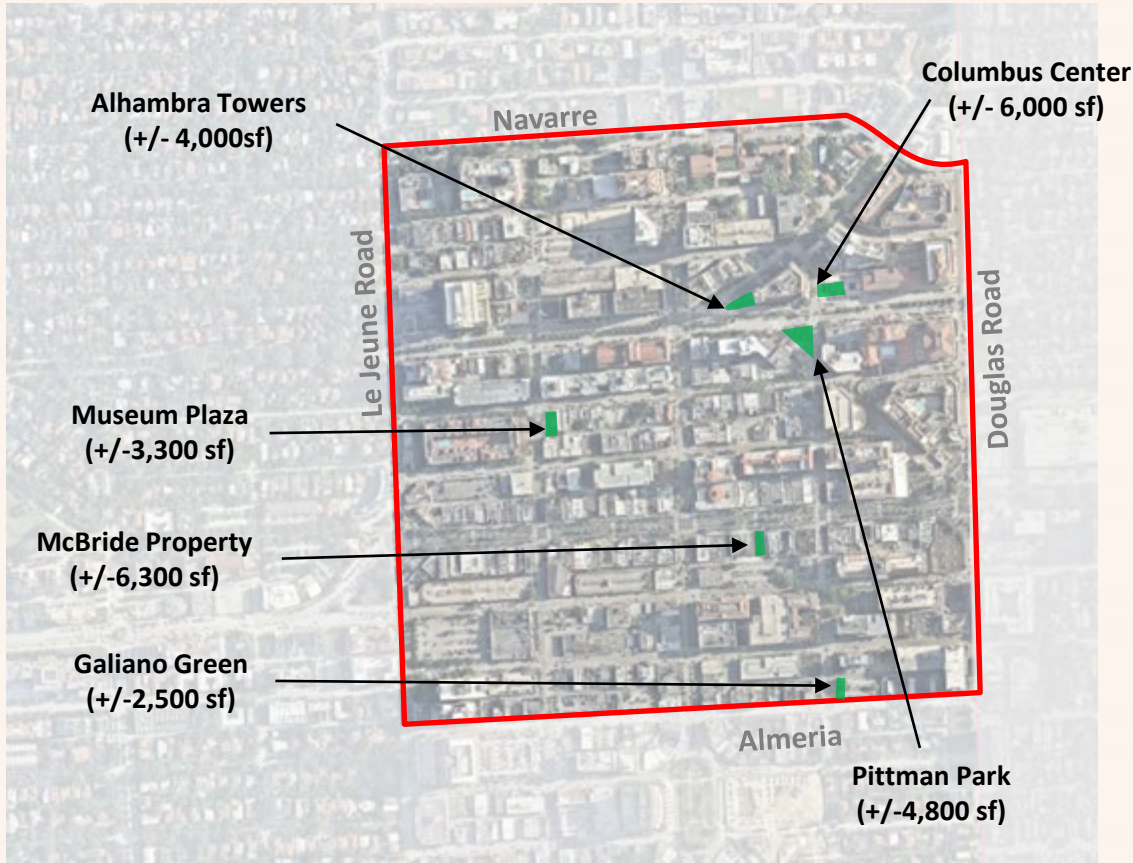 Columbus Center
(+/- 6,000 sf)
Alhambra Towers
(+/- 4,000sf)
Navarre
Le Jeune Road
Douglas Road
Museum Plaza
(+/-3,300 sf)
McBride Property
(+/-6,300 sf)
Galiano Green
(+/-2,500 sf)
Almeria
Pittman Park
(+/-4,800 sf)